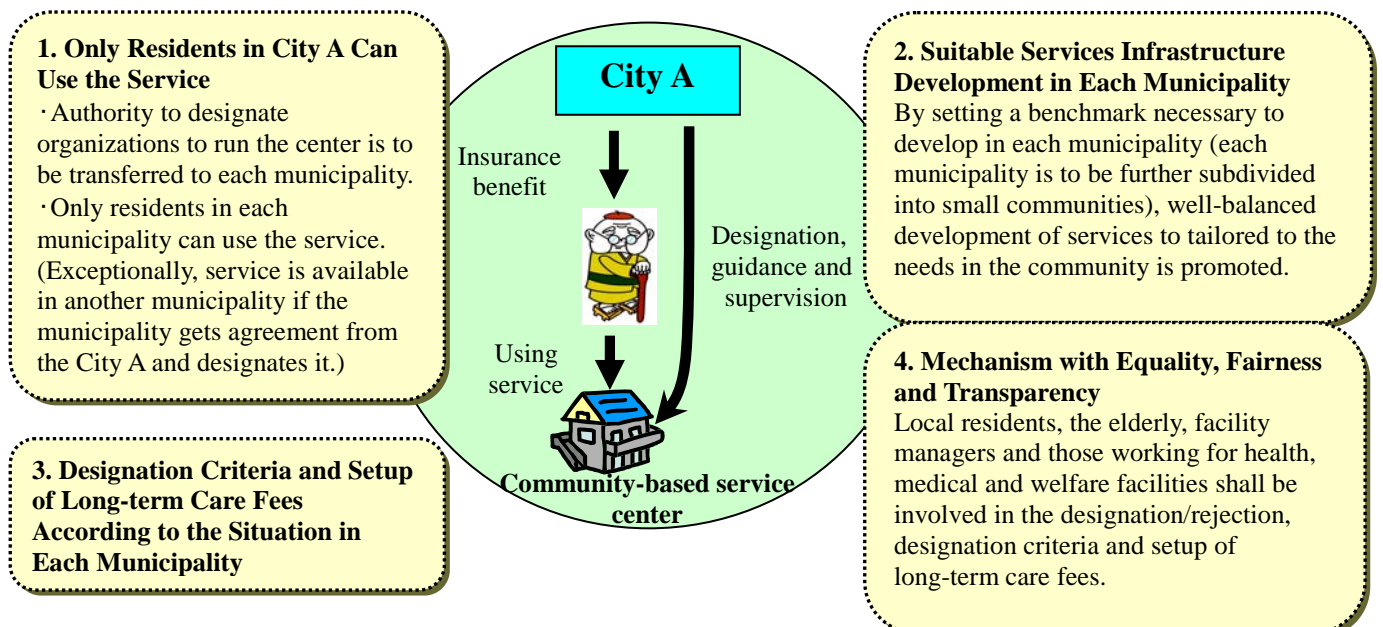 1. Only Residents in City A Can
Use the Service
・Authority to designate
organizations to run the center is to
be transferred to each municipality.
・Only residents in each
municipality can use the service.
(Exceptionally, service is available
in another municipality if the
municipality gets agreement from
the City A and designates it.)
City A
Insurance
benefit
Designation,
guidance and
supervision
Using
service
Community-based service
center
2. Suitable Services Infrastructure
Development in Each Municipality
By setting a benchmark necessary to
develop in each municipality (each
municipality is to be further subdivided
into small communities), well-balanced
development of services to tailored to the
needs in the community is promoted.
3. Designation Criteria and Setup
of Long-term Care Fees
According to the Situation in
Each Municipality
4. Mechanism with Equality, Fairness
and Transparency
Local residents, the elderly, facility
managers and those working for health,
medical and welfare facilities shall be
involved in the designation/rejection,
designation criteria and setup of
long-term care fees.